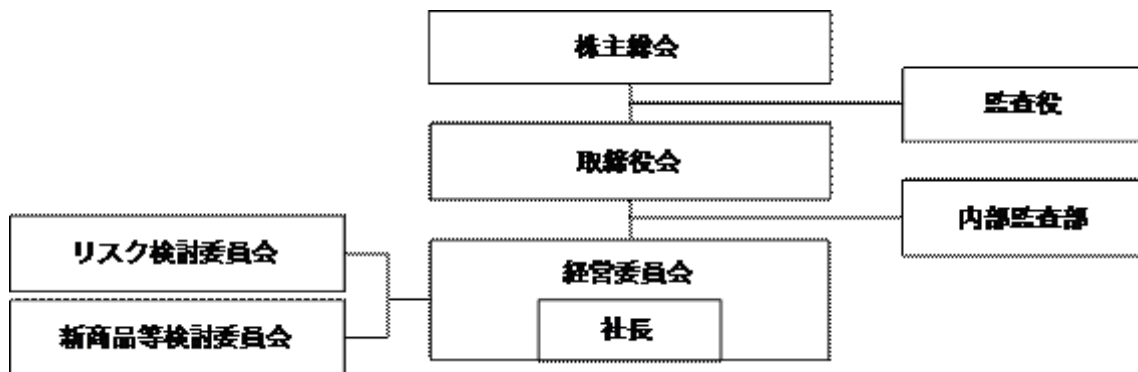 株主総会
監査役
取締役会
内部監査部
リスク検討委員会
経営委員会
社長
新商品等検討委員会